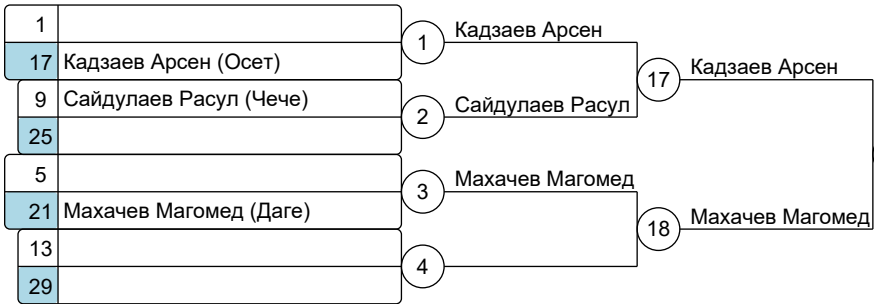 1
17 Кадзаев Арсен (Осет)
1
Кадзаев Арсен
9 Сайдулаев Расул (Чече)
25
2
Сайдулаев Расул
17
Кадзаев Арсен
5
21 Махачев Магомед (Даге)
3
Махачев Магомед
13
29
4
18
Махачев Магомед